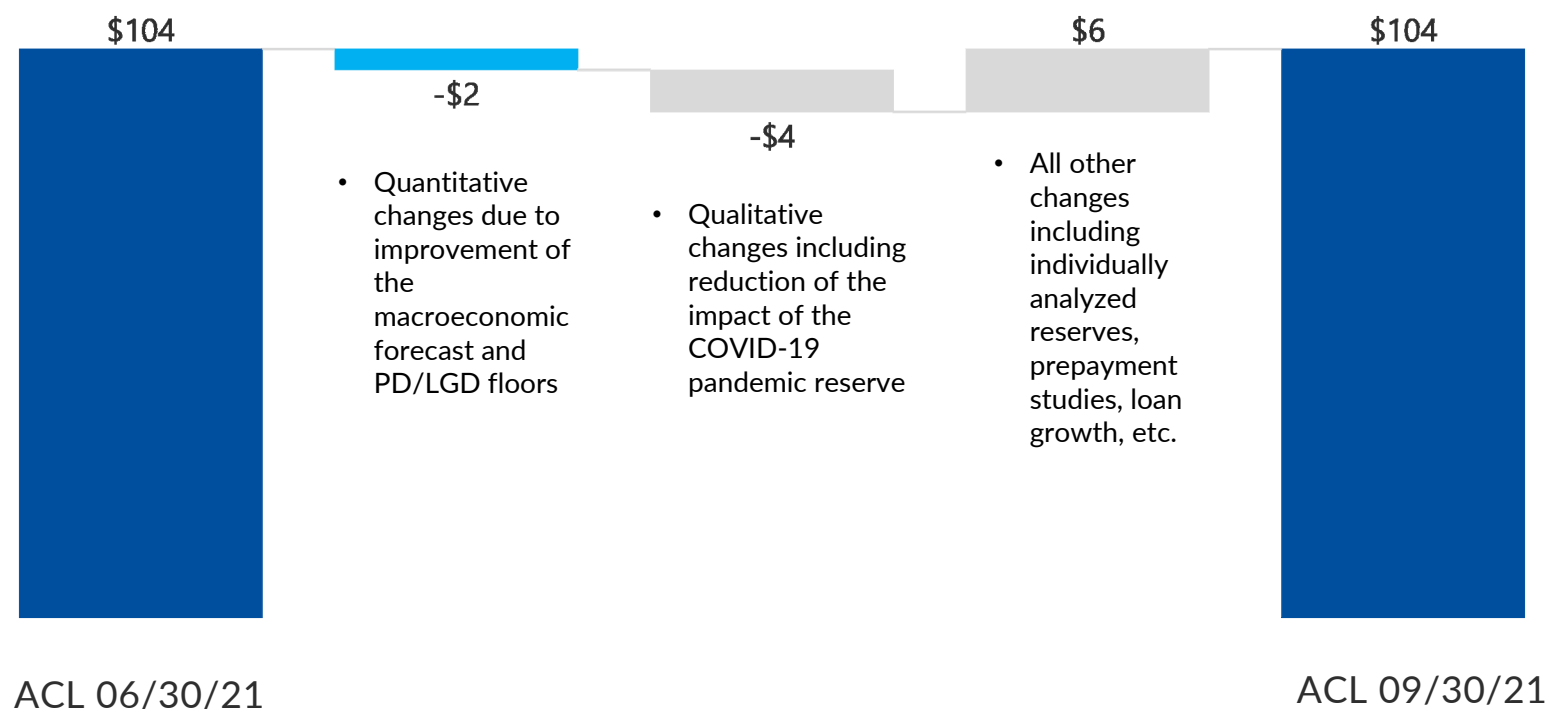 $104
-$2
-$4
$6
$104
• Quantitative
changes due to
improvement of
the
macroeconomic
forecast and
PD/LGD floors
• Qualitative
changes including
reduction of the
impact of the
COVID-19
pandemic reserve
• All other
changes
including
individually
analyzed
reserves,
prepayment
studies, loan
growth, etc.
ACL 06/30/21
ACL 09/30/21